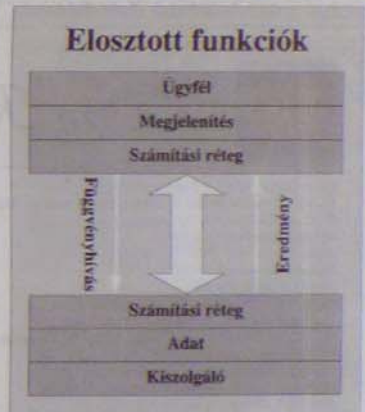 Elosztott funkciók
Ügyfél
Megjelenítés
Számítási réteg
Függvényhívás
Eredmény
Számítási réteg
Adat
Kiszolgáló